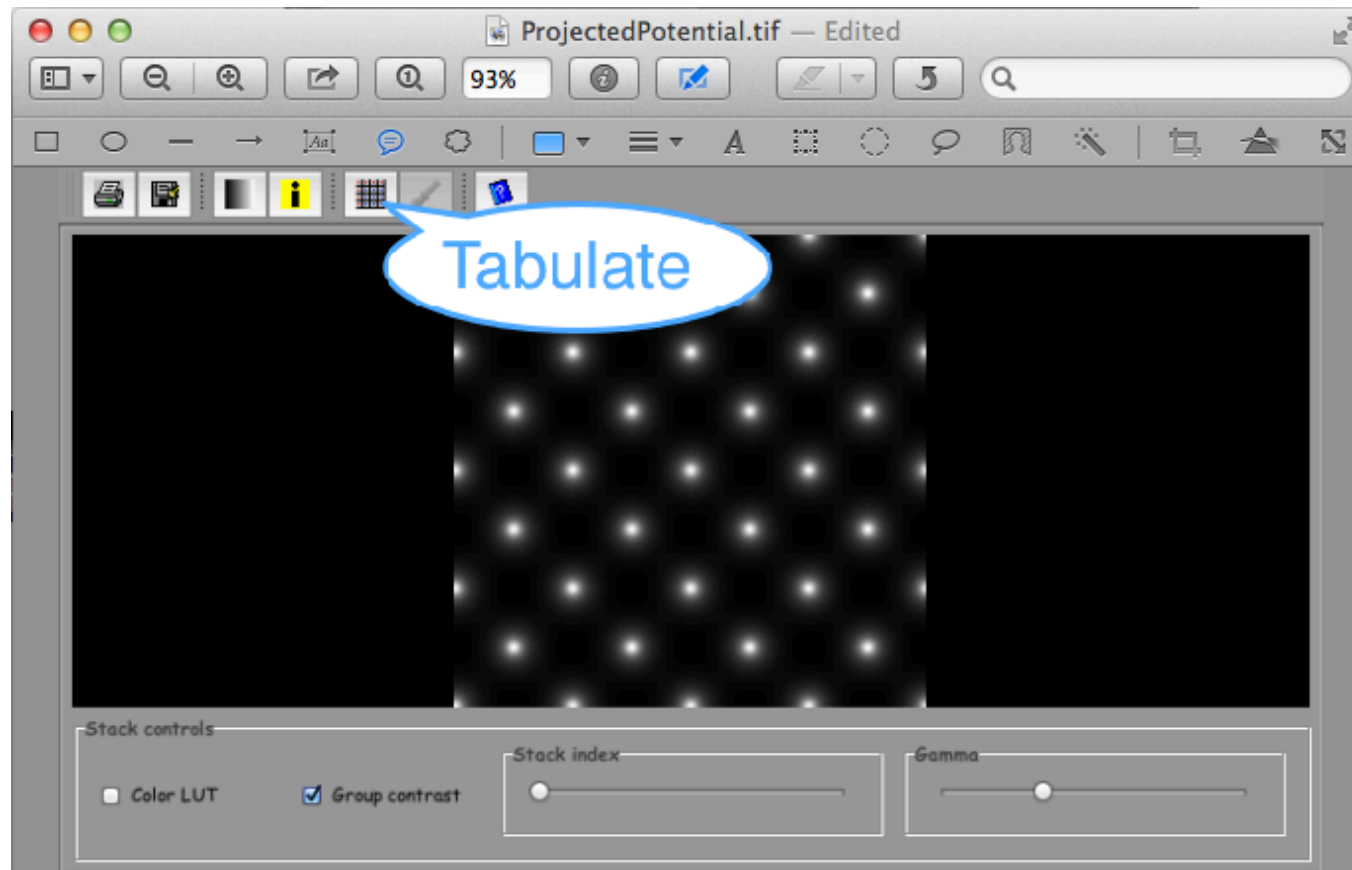 ProjectedPotential.tif — Edited
93%
Tabulate
Stack controls
Stack index
Gamma
Color LUT
Group contrast